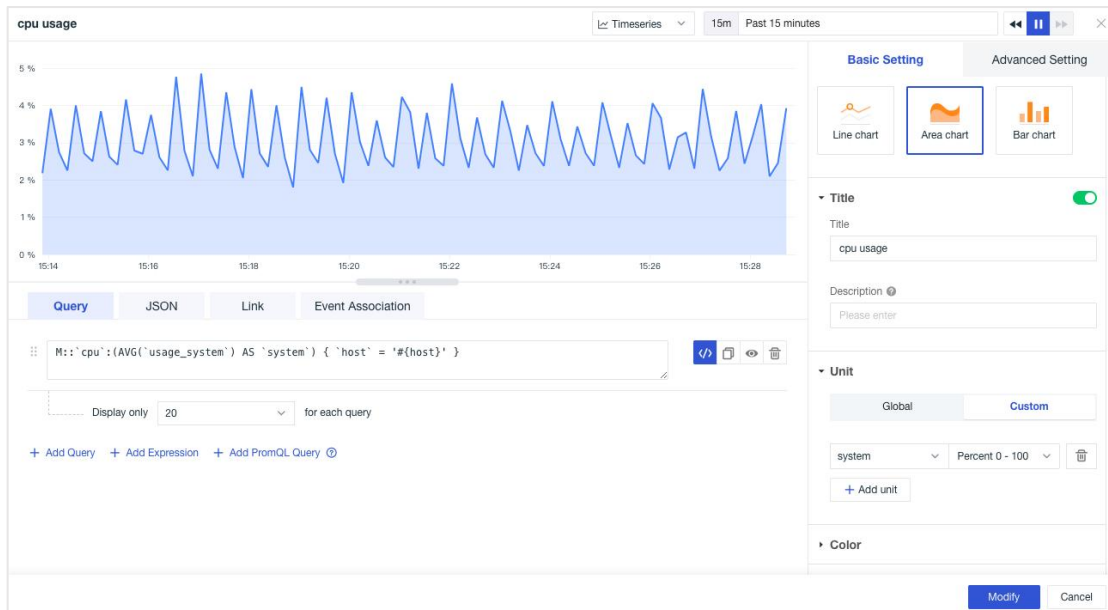 cpu usage
Timeseries
15m Past 15 minutes
5 %
4 %
3 %
2 %
1 %
0 %
15:14 15:16 15:18 15:20 15:22 15:24 15:26 15:28
Query JSON Link Event Association
M::`cpu`:(AVG(`usage_system`) AS `system`) { `host` = '#{host}' }
</>
Display only 20 for each query
+ Add Query + Add Expression + Add PromQL Query ?
Basic Setting Advanced Setting
Line chart Area chart Bar chart
Title
Title
cpu usage
Description ?
Please enter
Unit
Global Custom
system Percent 0 - 100
+ Add unit
Color
Modify Cancel